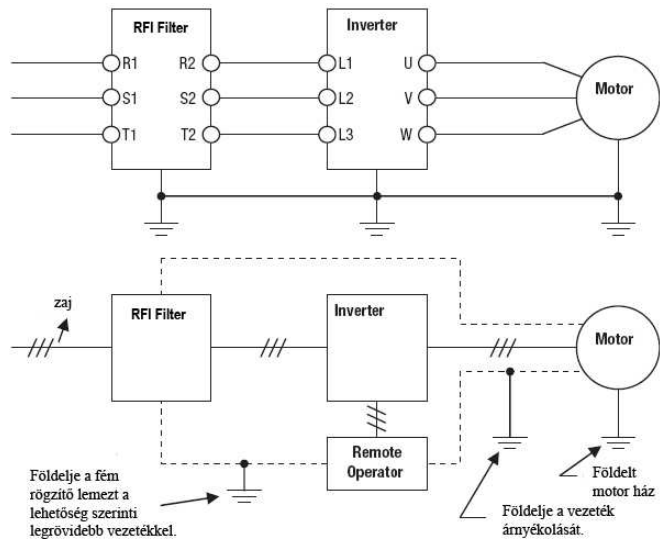 RFI Filter
Inverter
R1 R2 L1 U
S1 S2 L2 V Motor
T1 T2 L3 W
zaj
RFI Filter
Inverter
Motor
Remote
Operator
Földelje a fém
rögzítő lemezt a
lehetőség szerinti
legrövidebb vezetékkel.
Földelje a vezeték
árnyékolását.
Földelt
motor ház